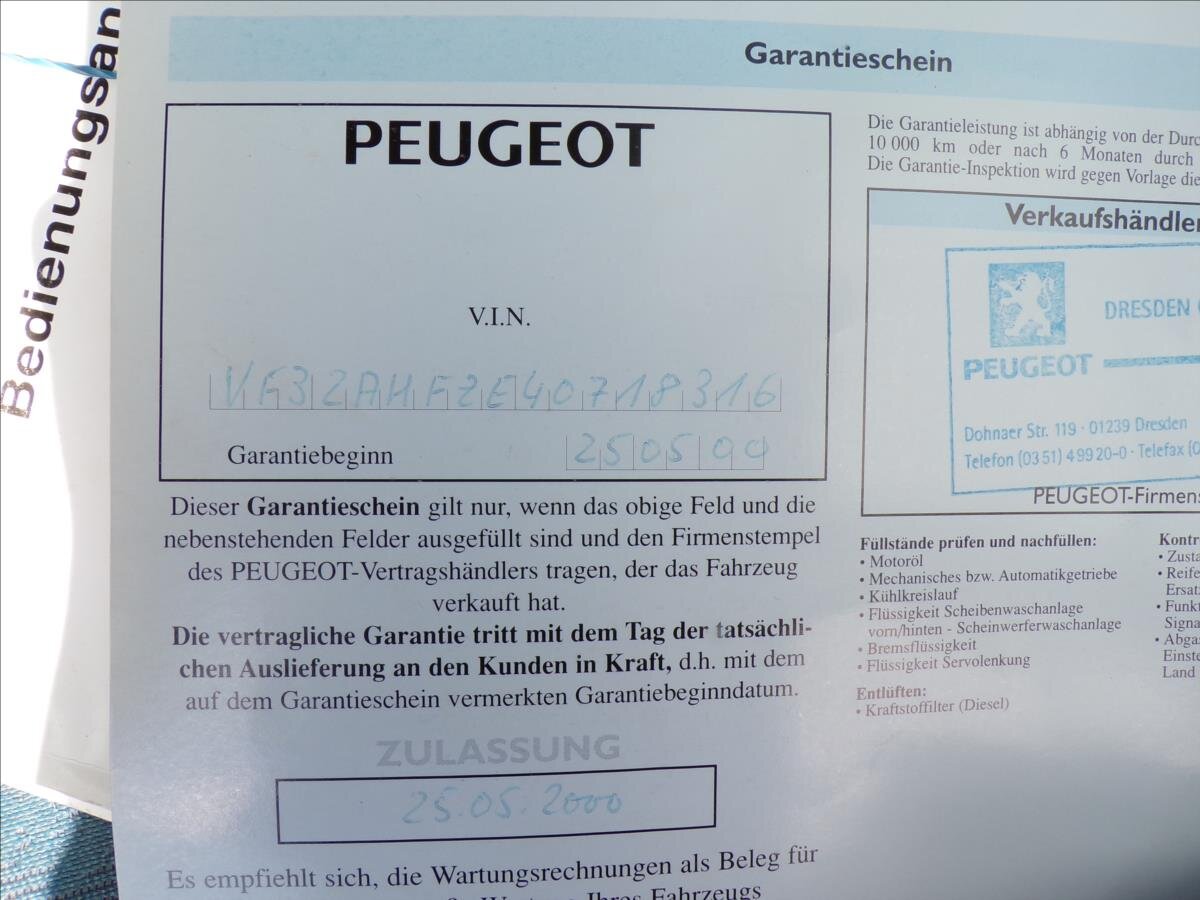 Bedienungsan
Garantieschein
PEUGEOT
V.I.N.
VF32AHFZE40718316
Garantiebeginn
250500
Dieser Garantieschein gilt nur, wenn das obige Feld und die
nebenstehenden Felder ausgefüllt sind und den Firmenstempel
des PEUGEOT-Vertragshändlers tragen, der das Fahrzeug
verkauft hat.
Die vertragliche Garantie tritt mit dem Tag der tatsächli-
chen Auslieferung an den Kunden in Kraft, d.h. mit dem
auf dem Garantieschein vermerkten Garantiebeginndatum.
ZULASSUNG
25.05.2000
Es empfiehlt sich, die Wartungsrechnungen als Beleg für
Ihres Fahrzeugs
Die Garantieleistung ist abhängig von der Durc
10 000 km oder nach 6 Monaten durch
Die Garantie-Inspektion wird gegen Vorlage die
Verkaufshändler
DRESDEN
PEUGEOT
Dohnaer Str. 119 · 01239 Dresden
Telefon (03 51) 4 99 20-0 · Telefax (0
PEUGEOT-Firmens
Füllstände prüfen und nachfüllen:
• Motoröl
• Mechanisches bzw. Automatikgetriebe
• Kühlkreislauf
• Flüssigkeit Scheibenwaschanlage
vorn/hinten - Scheinwerferwaschanlage
• Bremsflüssigkeit
• Flüssigkeit Servolenkung
Entlüften:
• Kraftstoffilter (Diesel)
Kontr
• Zusta
• Reife
Ersat
• Funkt
Signa
• Abga
Einste
Land